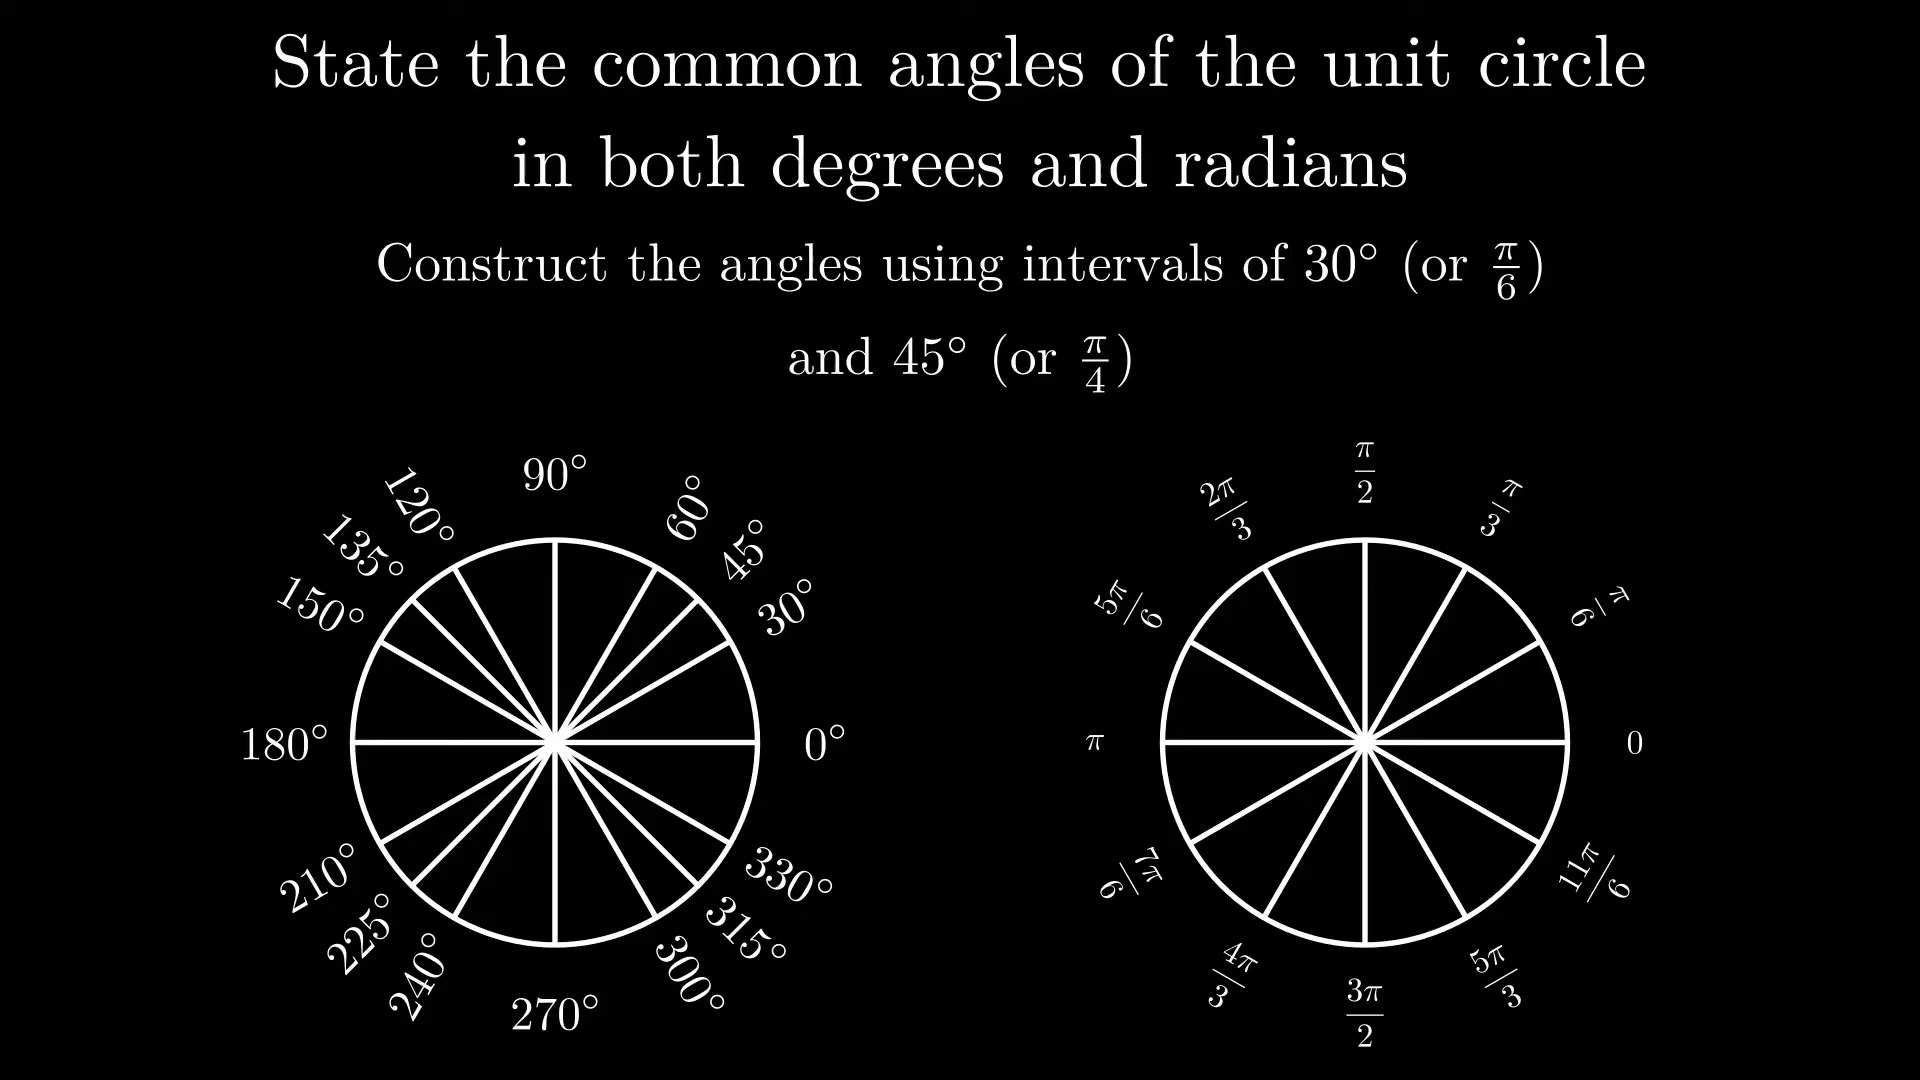 State the common angles of the unit circle
in both degrees and radians
Construct the angles using intervals of 30° (or π/6)
and 45° (or π/4)
90°
120°
60°
135°
45°
150°
30°
180°
0°
210°
330°
225°
315°
240°
300°
270°
π/2
2π/3
π/3
5π/6
π/6
π
0
7π/6
11π/6
4π/3
5π/3
3π/2